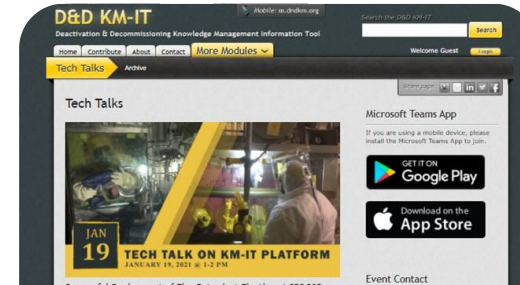 D&D KM-IT
Mobile: m.dndkm.org
Search the D&D KM-IT
Deactivation & Decommissioning Knowledge Management Information Tool
Search
Home Contribute About Contact More Modules
Welcome Guest Login
Tech Talks Archive
Share page
Tech Talks
Microsoft Teams App
If you are using a mobile device, please
install the Microsoft Teams App to join.
GET IT ON
Google Play
Download on the
App Store
JAN
19
TECH TALK ON KM-IT PLATFORM
JANUARY 19, 2021 @ 1-2 PM
Event Contact